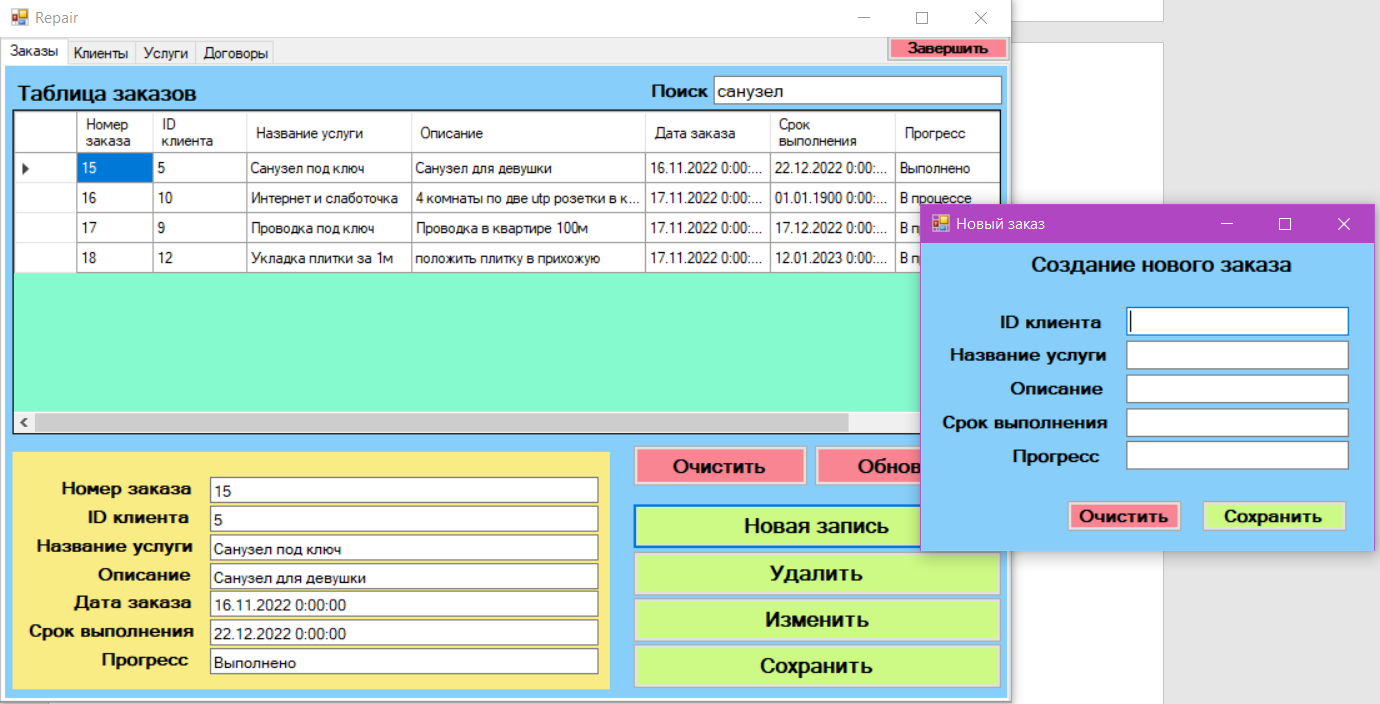 Repair
Заказы Клиенты Услуги Договоры Завершить
Таблица заказов Поиск санузел
Номер заказа ID клиента Название услуги Описание Дата заказа Срок выполнения Прогресс
15 5 Санузел под ключ Санузел для девушки 16.11.2022 0:00:... 22.12.2022 0:00:... Выполнено
16 10 Интернет и слаботочка 4 комнаты по две utp розетки в к... 17.11.2022 0:00:... 01.01.1900 0:00:... В процессе
17 9 Проводка под ключ Проводка в квартире 100м 17.11.2022 0:00:... 17.12.2022 0:00:... В
18 12 Укладка плитки за 1м положить плитку в прихожую 17.11.2022 0:00:... 12.01.2023 0:00:... В
Номер заказа 15
ID клиента 5
Название услуги Санузел под ключ
Описание Санузел для девушки
Дата заказа 16.11.2022 0:00:00
Срок выполнения 22.12.2022 0:00:00
Прогресс Выполнено
Очистить Обнов
Новая запись
Удалить
Изменить
Сохранить
Новый заказ
Создание нового заказа
ID клиента
Название услуги
Описание
Срок выполнения
Прогресс
Очистить Сохранить